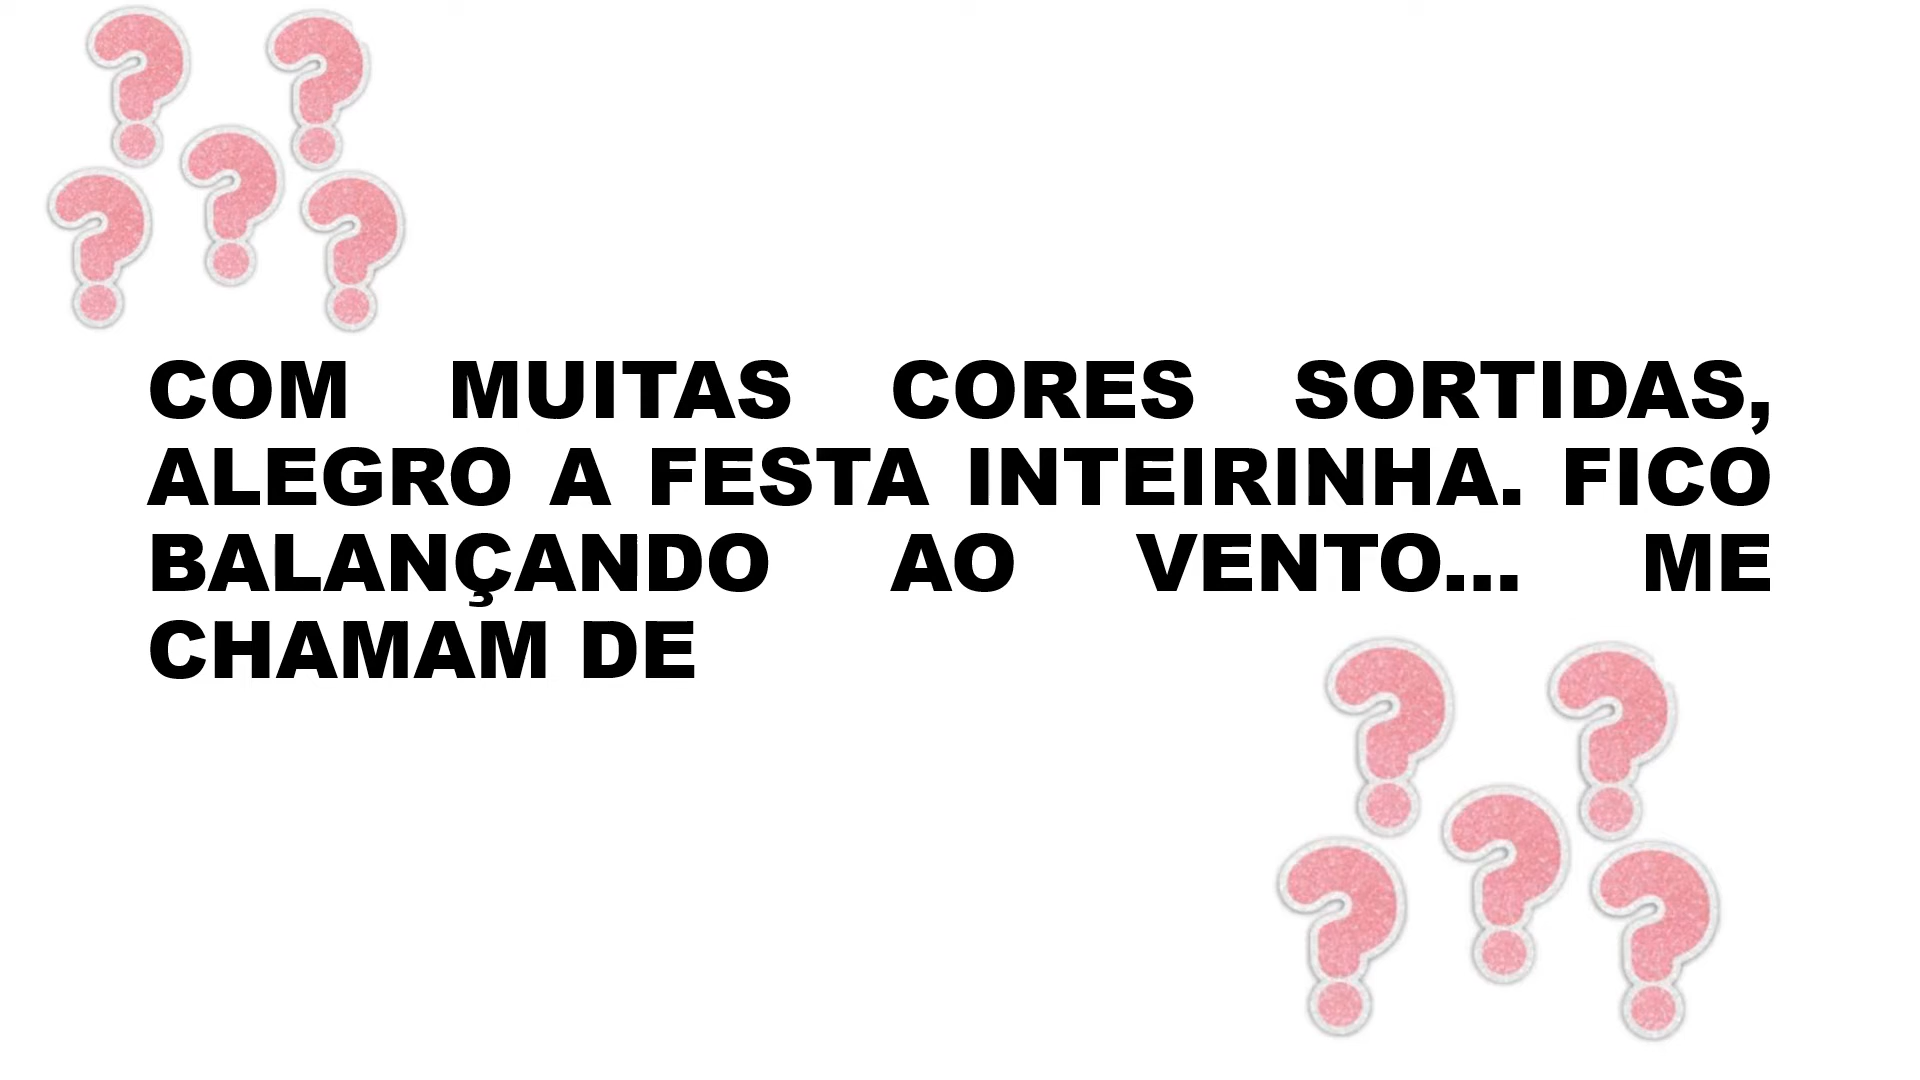 COM MUITAS CORES SORTIDAS,
ALEGRO A FESTA INTEIRINHA. FICO
BALANÇANDO AO VENTO... ME
CHAMAM DE